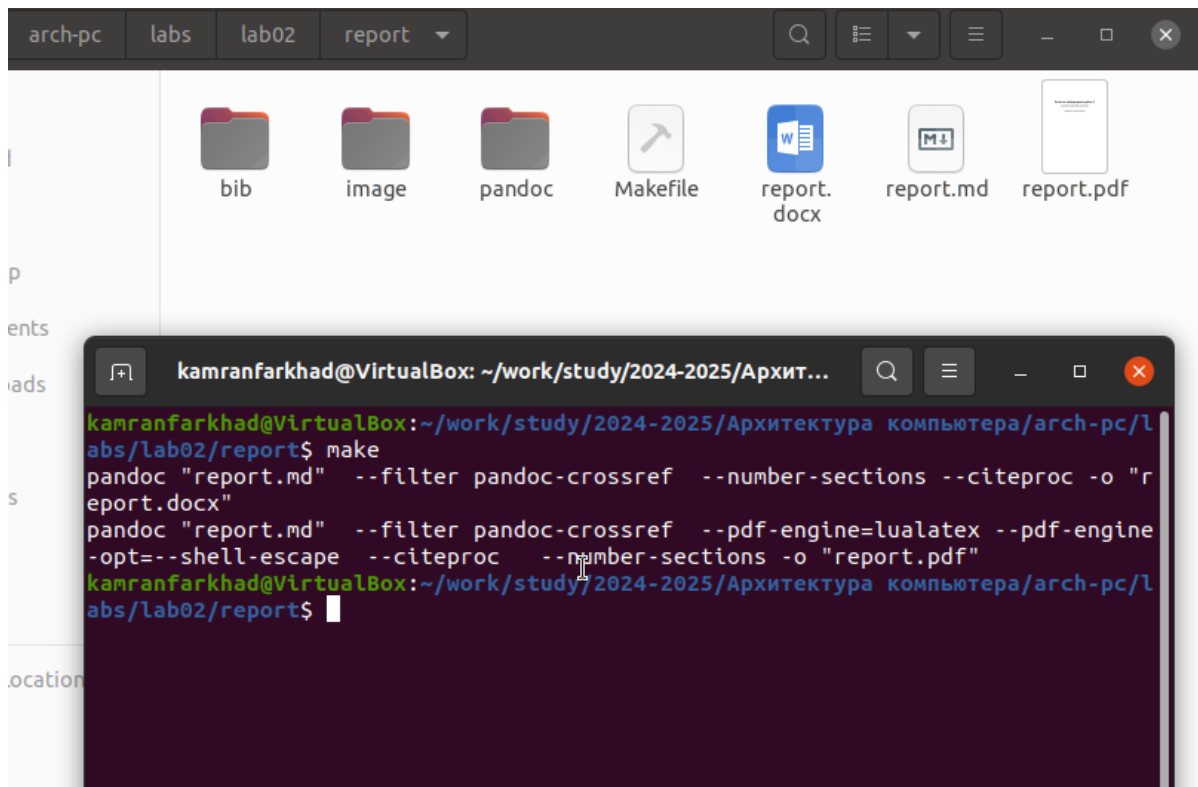 arch-pc labs lab02 report
bib image pandoc Makefile report. report.md report.pdf
docx
p
ents
ads
s
ocation
kamranfarkhad@VirtualBox: ~/work/study/2024-2025/Архит...
kamranfarkhad@VirtualBox:~/work/study/2024-2025/Архитектура компьютера/arch-pc/l
abs/lab02/report$ make
pandoc "report.md"  --filter pandoc-crossref  --number-sections --citeproc -o "r
eport.docx"
pandoc "report.md"  --filter pandoc-crossref  --pdf-engine=lualatex --pdf-engine
-opt=--shell-escape  --citeproc   --number-sections -o "report.pdf"
kamranfarkhad@VirtualBox:~/work/study/2024-2025/Архитектура компьютера/arch-pc/l
abs/lab02/report$